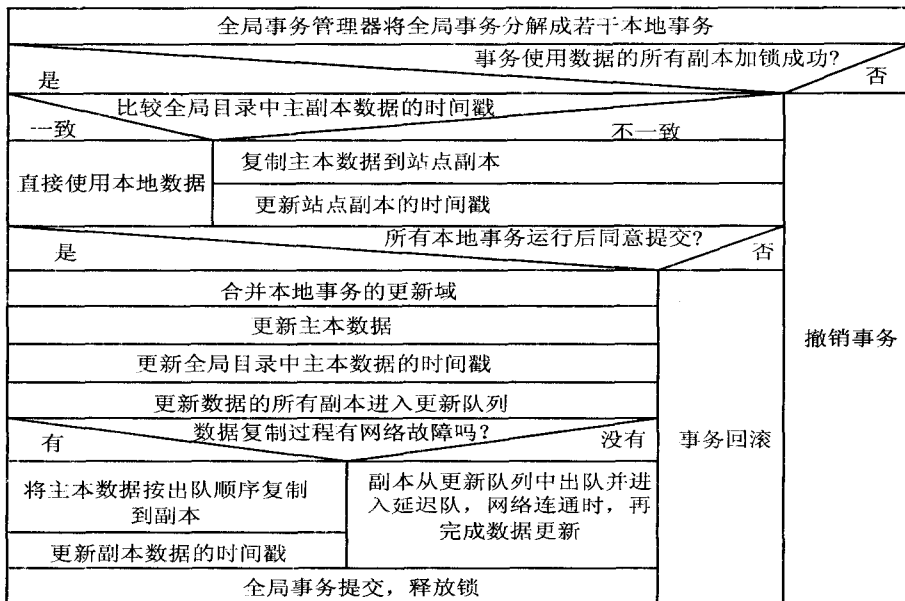 全局事务管理器将全局事务分解成若干本地事务
事务使用数据的所有副本加锁成功?
是
否
比较全局目录中主副本数据的时间戳
一致
不一致
直接使用本地数据
复制主本数据到站点副本
更新站点副本的时间戳
所有本地事务运行后同意提交?
是
否
合并本地事务的更新域
更新主本数据
更新全局目录中主本数据的时间戳
更新数据的所有副本进入更新队列
数据复制过程有网络故障吗?
有
没有
将主本数据按出队顺序复制
到副本
更新副本数据的时间戳
副本从更新队列中出队并进
入延迟队，网络连通时，再
完成数据更新
全局事务提交，释放锁
事务回滚
撤销事务